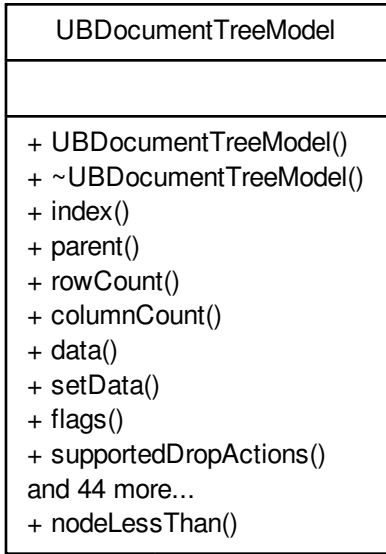 UBDocumentTreeModel
+ UBDocumentTreeModel()
+ ~UBDocumentTreeModel()
+ index()
+ parent()
+ rowCount()
+ columnCount()
+ data()
+ setData()
+ flags()
+ supportedDropActions()
and 44 more...
+ nodeLessThan()